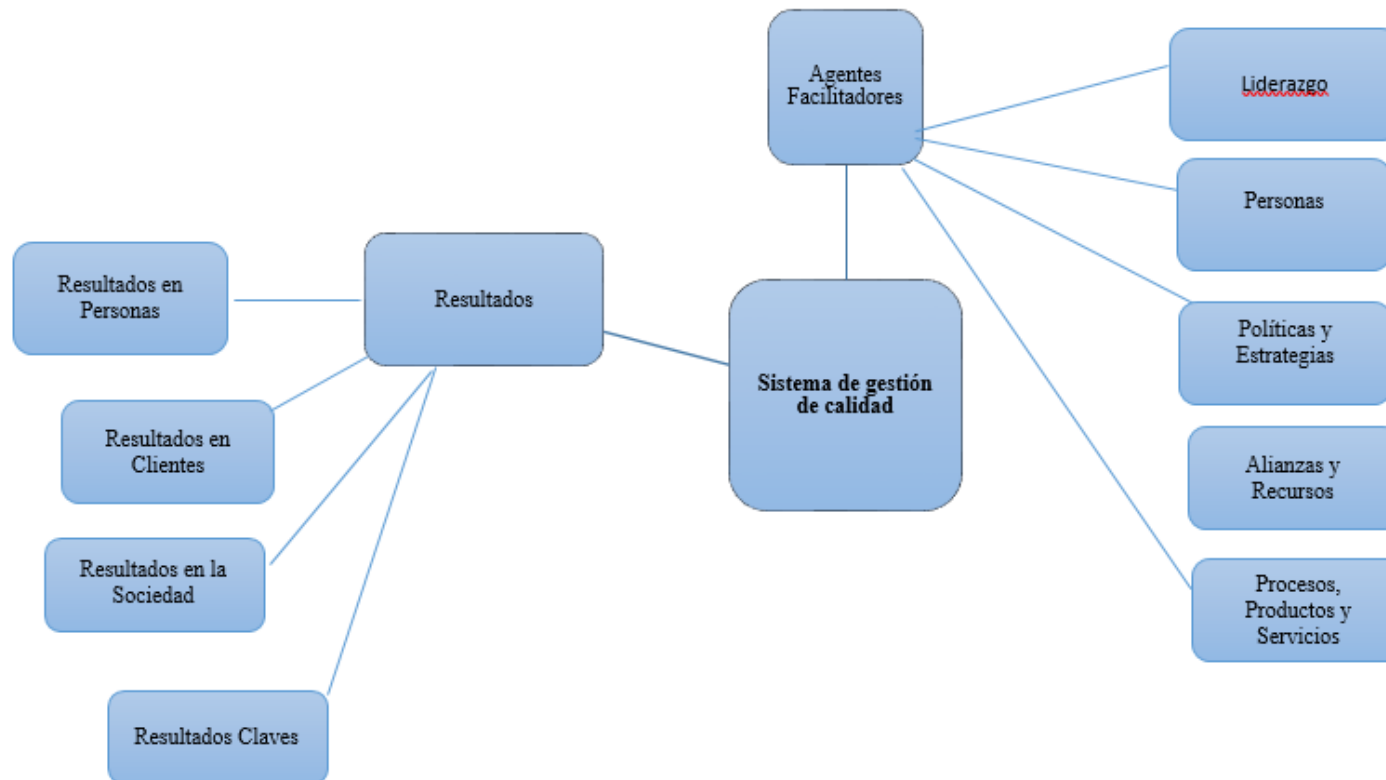 Agentes
Facilitadores
Liderazgo
Personas
Resultados en
Personas
Resultados
Políticas y
Estrategias
Sistema de gestión
de calidad
Resultados en
Clientes
Alianzas y
Recursos
Resultados en la
Sociedad
Procesos,
Productos y
Servicios
Resultados Claves